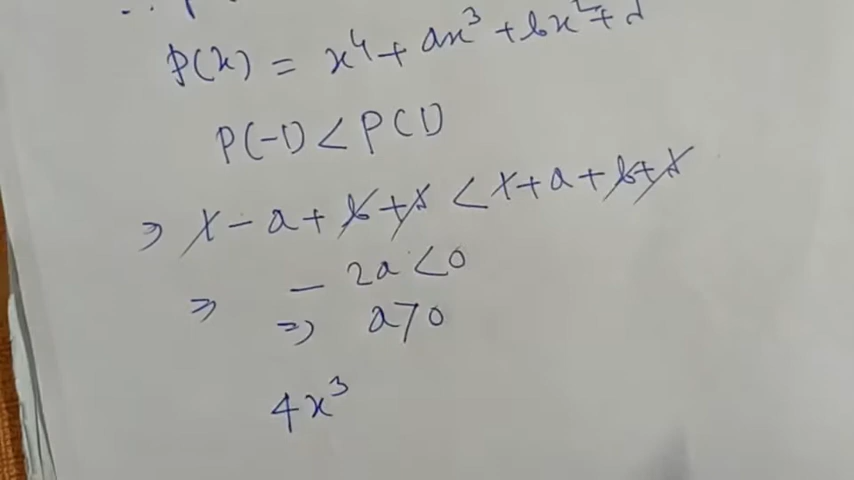 P(x) = x⁴ + ax³ + bx² + d
P(-1) < P(1)
⇒ 1 - a + b + d < 1 + a + b + d
⇒ - 2a < 0
⇒ a > 0
4x³